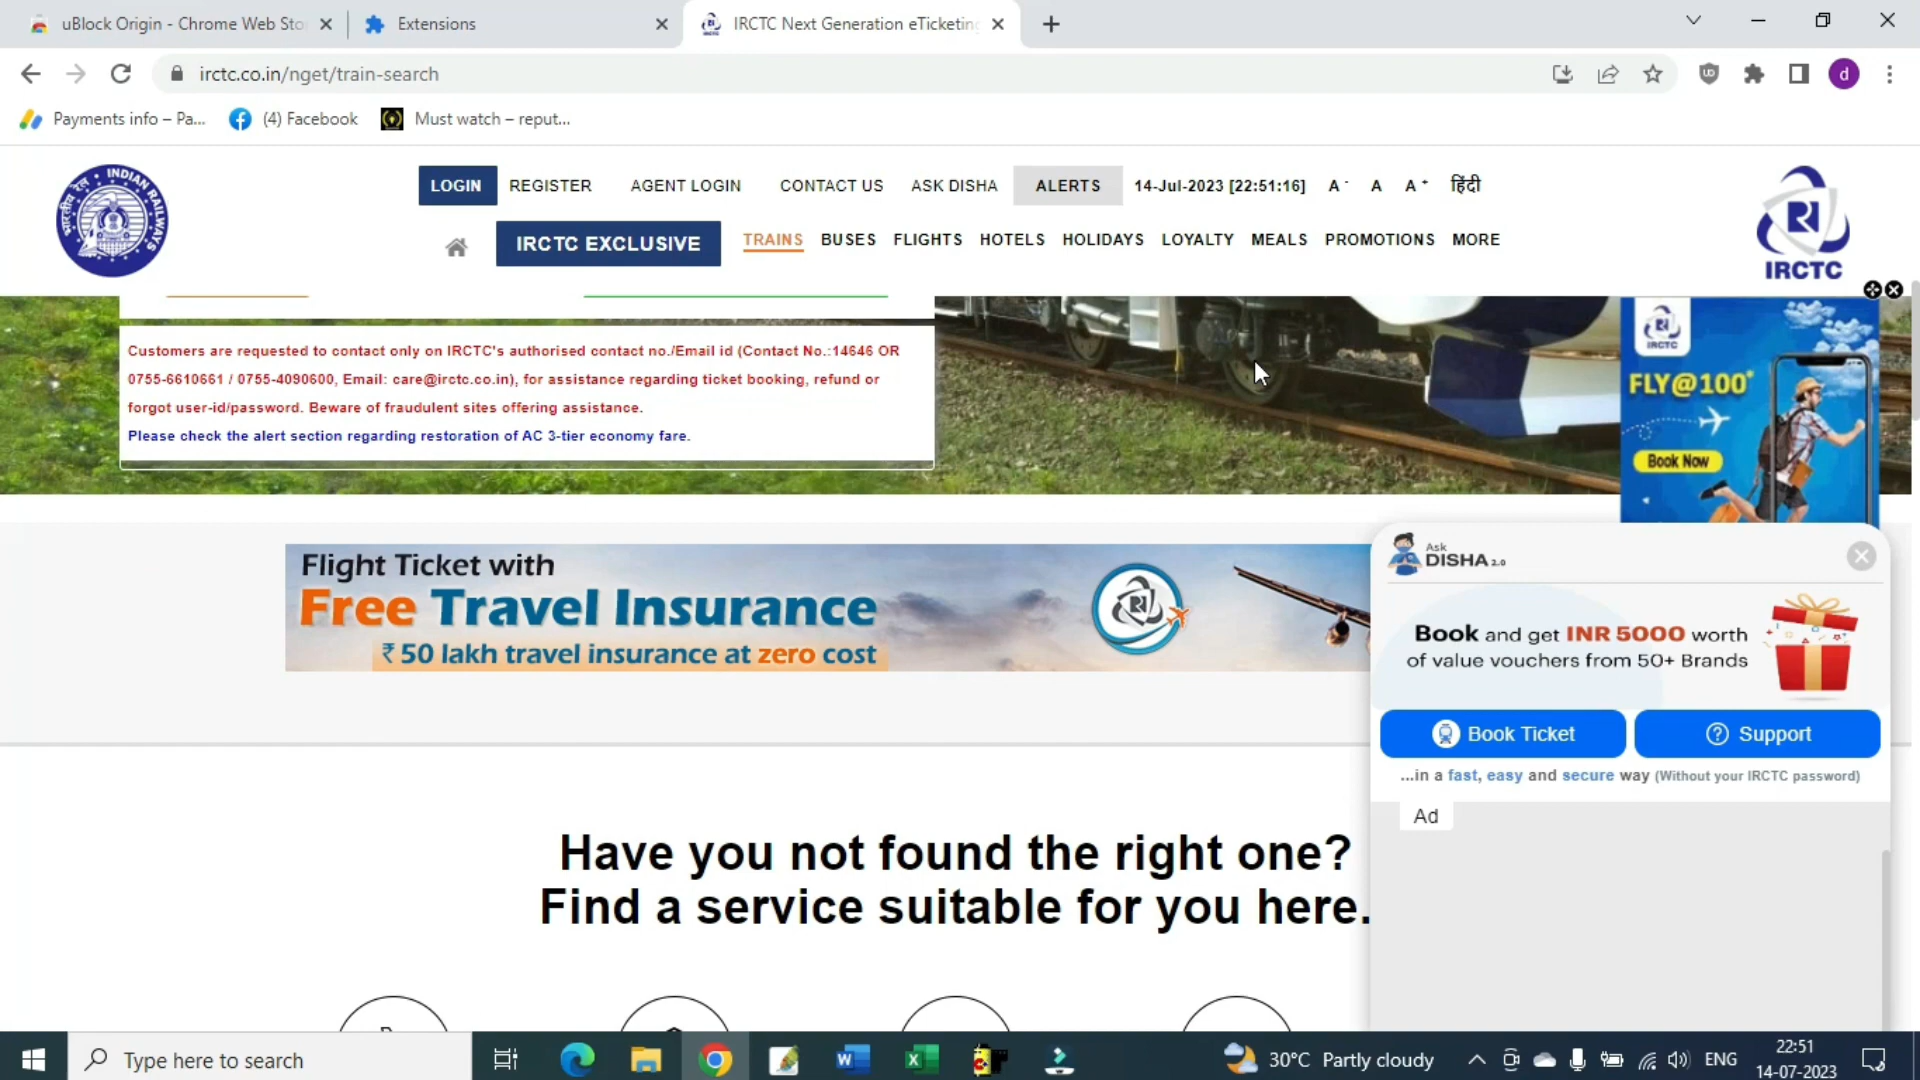 uBlock Origin - Chrome Web Sto
Extensions
IRCTC Next Generation eTicketing
irctc.co.in/nget/train-search
d
Payments info – Pa...
(4) Facebook
Must watch – reput...
भारतीय रेल INDIAN RAILWAYS
LOGIN
REGISTER
AGENT LOGIN
CONTACT US
ASK DISHA
ALERTS
14-Jul-2023 [22:51:16]
A -
A
A +
हिंदी
IRCTC EXCLUSIVE
TRAINS
BUSES
FLIGHTS
HOTELS
HOLIDAYS
LOYALTY
MEALS
PROMOTIONS
MORE
IRCTC
Customers are requested to contact only on IRCTC's authorised contact no./Email id (Contact No.:14646 OR
0755-6610661 / 0755-4090600, Email: care@irctc.co.in), for assistance regarding ticket booking, refund or
forgot user-id/password. Beware of fraudulent sites offering assistance.
Please check the alert section regarding restoration of AC 3-tier economy fare.
IRCTC
FLY@100*
Book Now
Flight Ticket with
Free Travel Insurance
₹ 50 lakh travel insurance at zero cost
Ask
DISHA 2.0
Book and get INR 5000 worth
of value vouchers from 50+ Brands
Book Ticket
Support
...in a fast, easy and secure way (Without your IRCTC password)
Ad
Have you not found the right one?
Find a service suitable for you here.
Type here to search
30°C Partly cloudy
ENG
22:51
14-07-2023